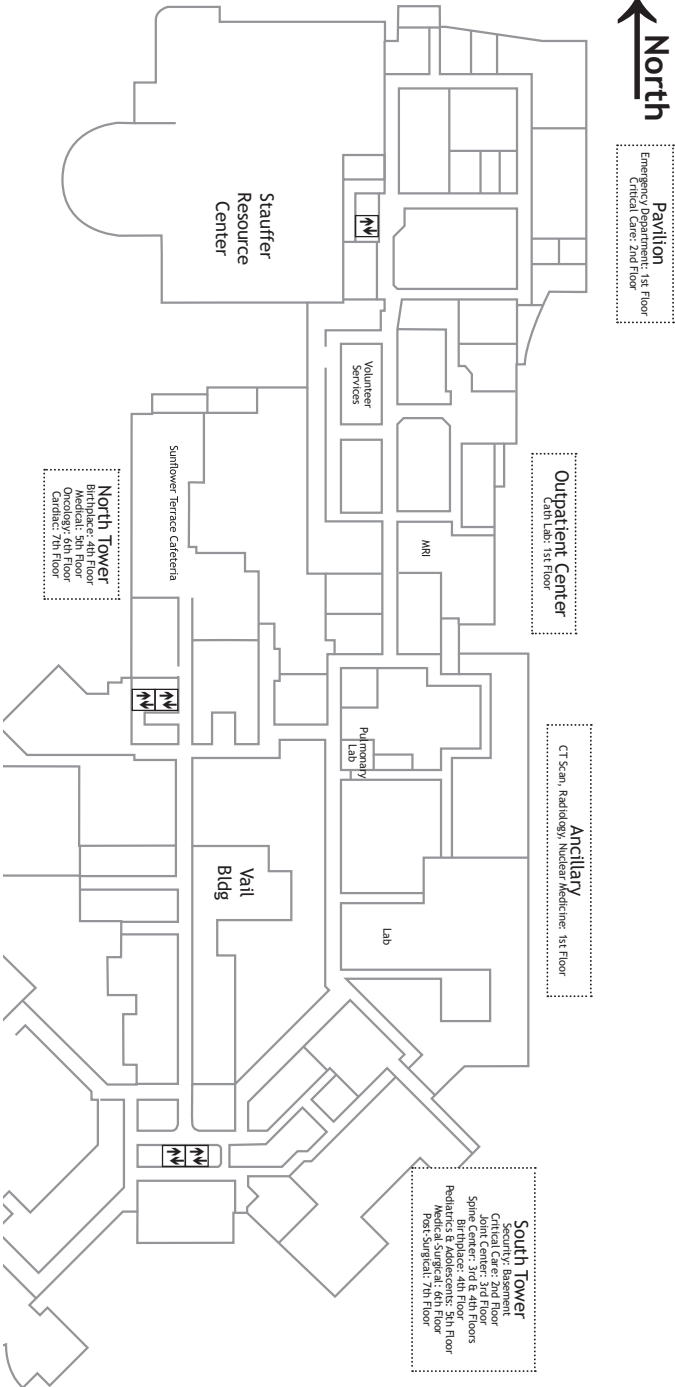 North
Pavilion
Emergency Department: 1st Floor
Critical Care: 2nd Floor
Stauffer
Resource
Center
Volunteer
Services
Outpatient Center
Cath Lab: 1st Floor
Sunflower Terrace Cafeteria
MRI
North Tower
Birthplace: 4th Floor
Medical: 5th Floor
Oncology: 6th Floor
Cardiac: 7th Floor
Ancillary
CT Scan, Radiology, Nuclear Medicine: 1st Floor
Pulmonary
Lab
Vail
Bldg
Lab
South Tower
Security: Basement
Critical Care: 2nd Floor
Joint Center: 3rd Floor
Spine Center: 3rd & 4th Floors
Birthplace: 4th Floor
Pediatrics & Adolescents: 5th Floor
Medical-Surgical: 6th Floor
Post-Surgical: 7th Floor